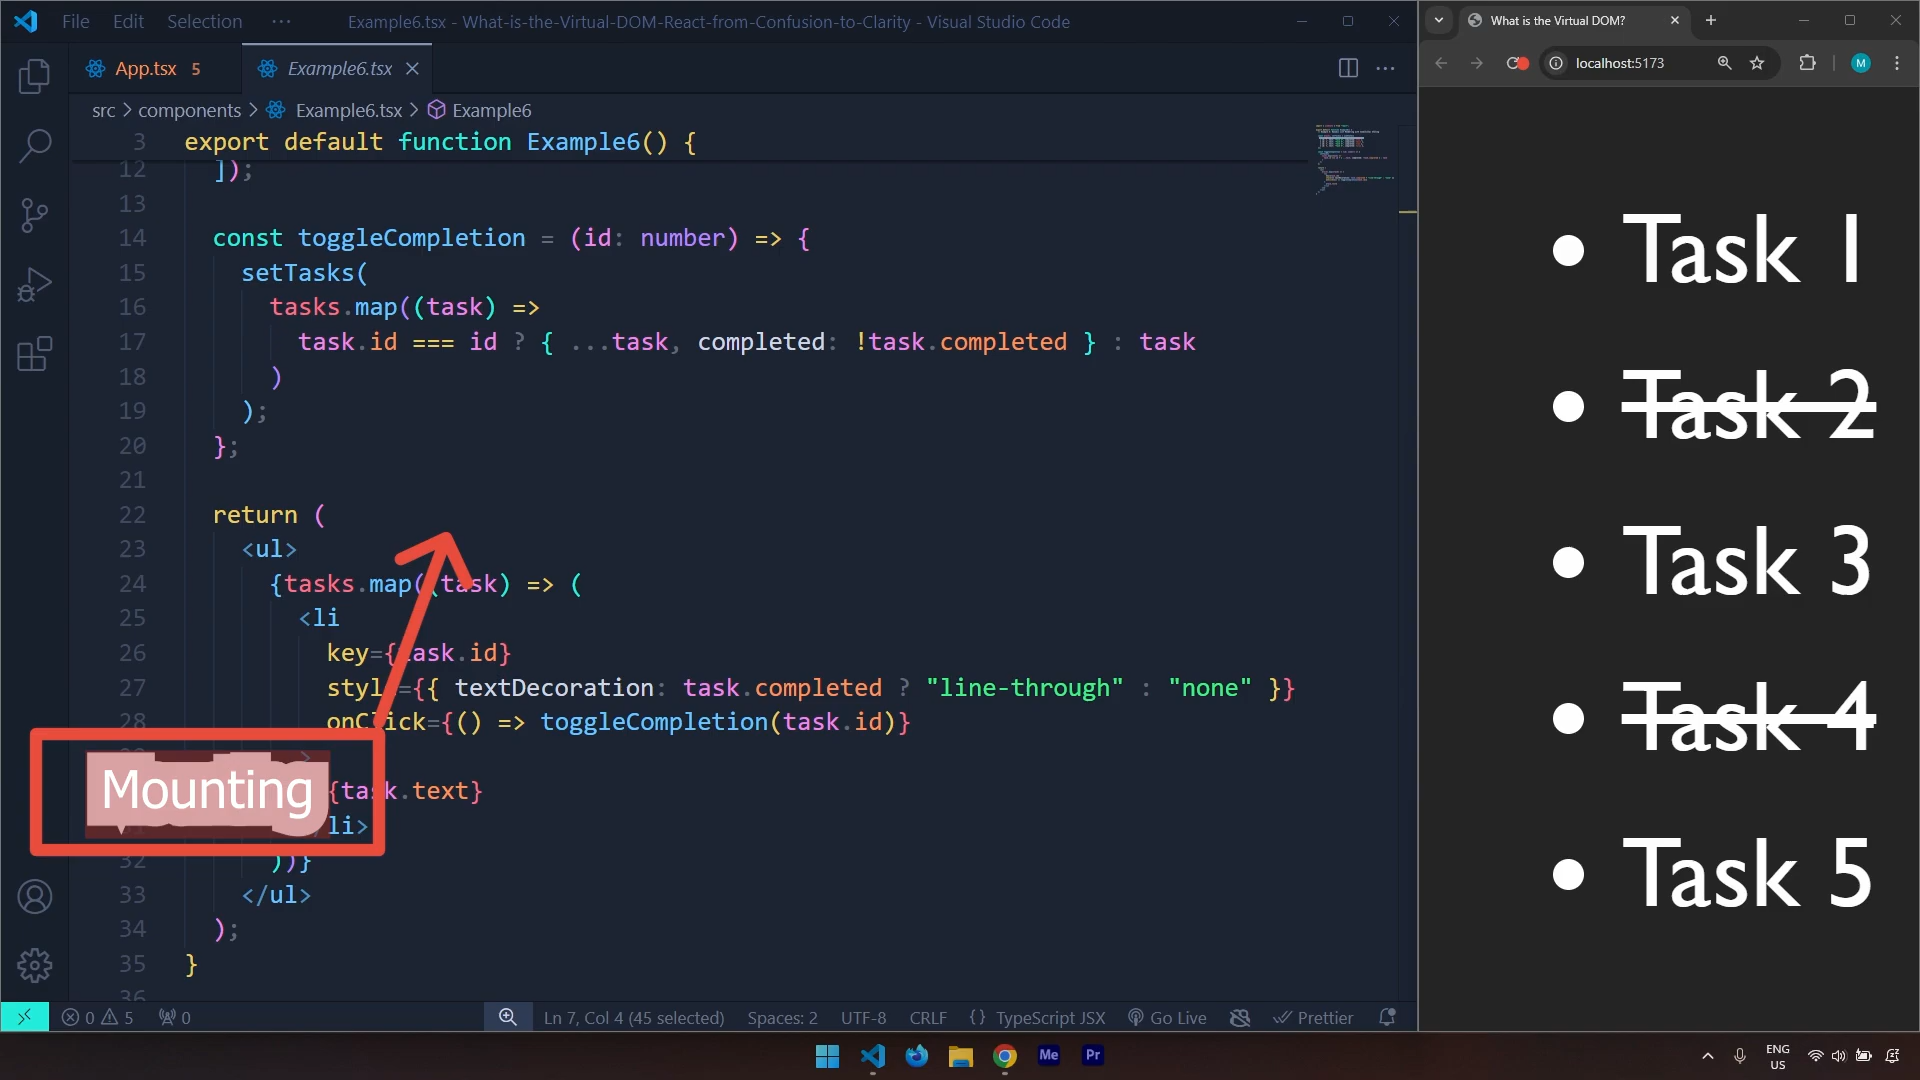 File Edit Selection ··· Example6.tsx - What-is-the-Virtual-DOM-React-from-Confusion-to-Clarity - Visual Studio Code
App.tsx 5 Example6.tsx
src > components > Example6.tsx > Example6
3 export default function Example6() {
12 ]);
13
14 const toggleCompletion = (id: number) => {
15 setTasks(
16 tasks.map((task) =>
17 task.id === id ? { ...task, completed: !task.completed } : task
18 )
19 );
20 };
21
22 return (
23 <ul>
24 {tasks.map((task) => (
25 <li
26 key={task.id}
27 style={{ textDecoration: task.completed ? "line-through" : "none" }}
28 onClick={() => toggleCompletion(task.id)}
>
Mounting
{task.text}
li>
32 ))}
33 </ul>
34 );
35 }
36
0 5 0 Ln 7, Col 4 (45 selected) Spaces: 2 UTF-8 CRLF {} TypeScript JSX Go Live Prettier
What is the Virtual DOM?
localhost:5173 M
• Task 1
• Task 2
• Task 3
• Task 4
• Task 5
Me Pr
ENG
US